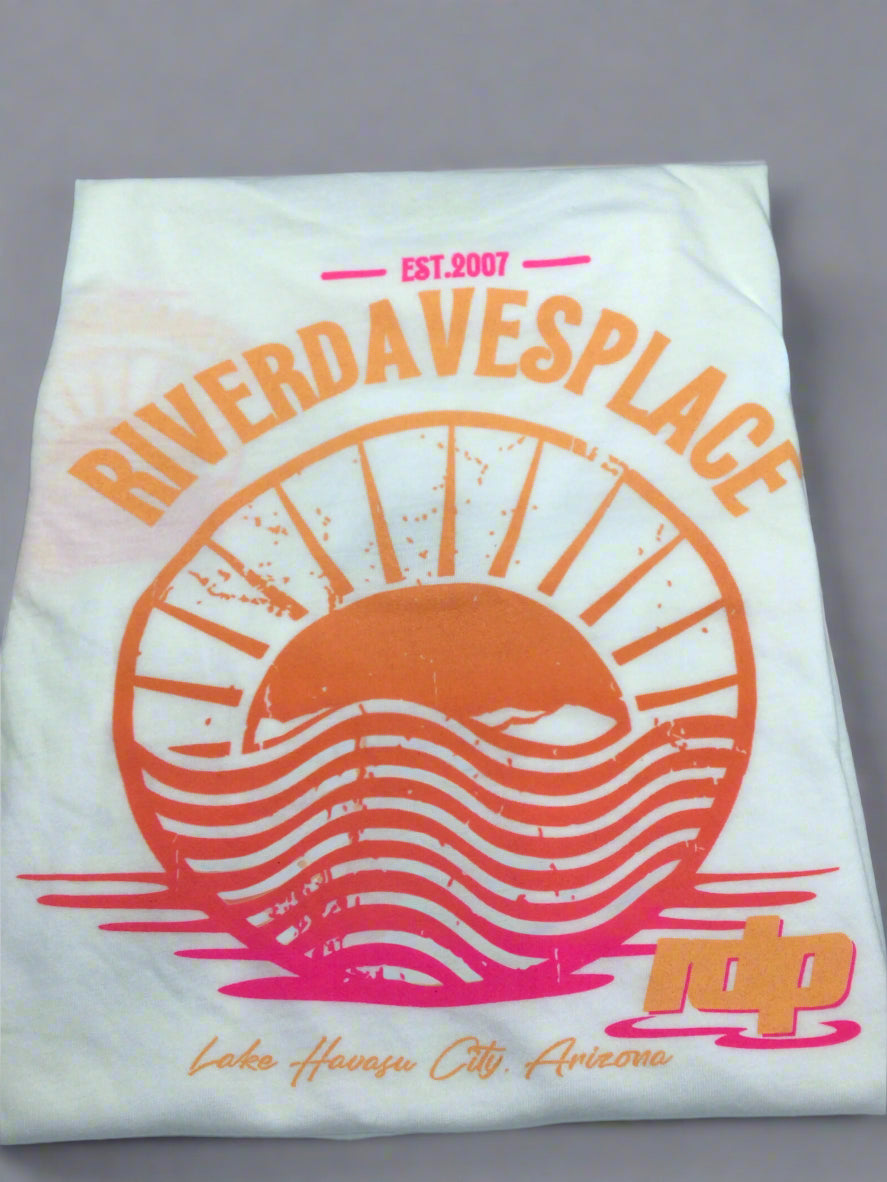 EST.2007
RIVERDAVESPLACE
rdp
Lake Havasu City, Arizona